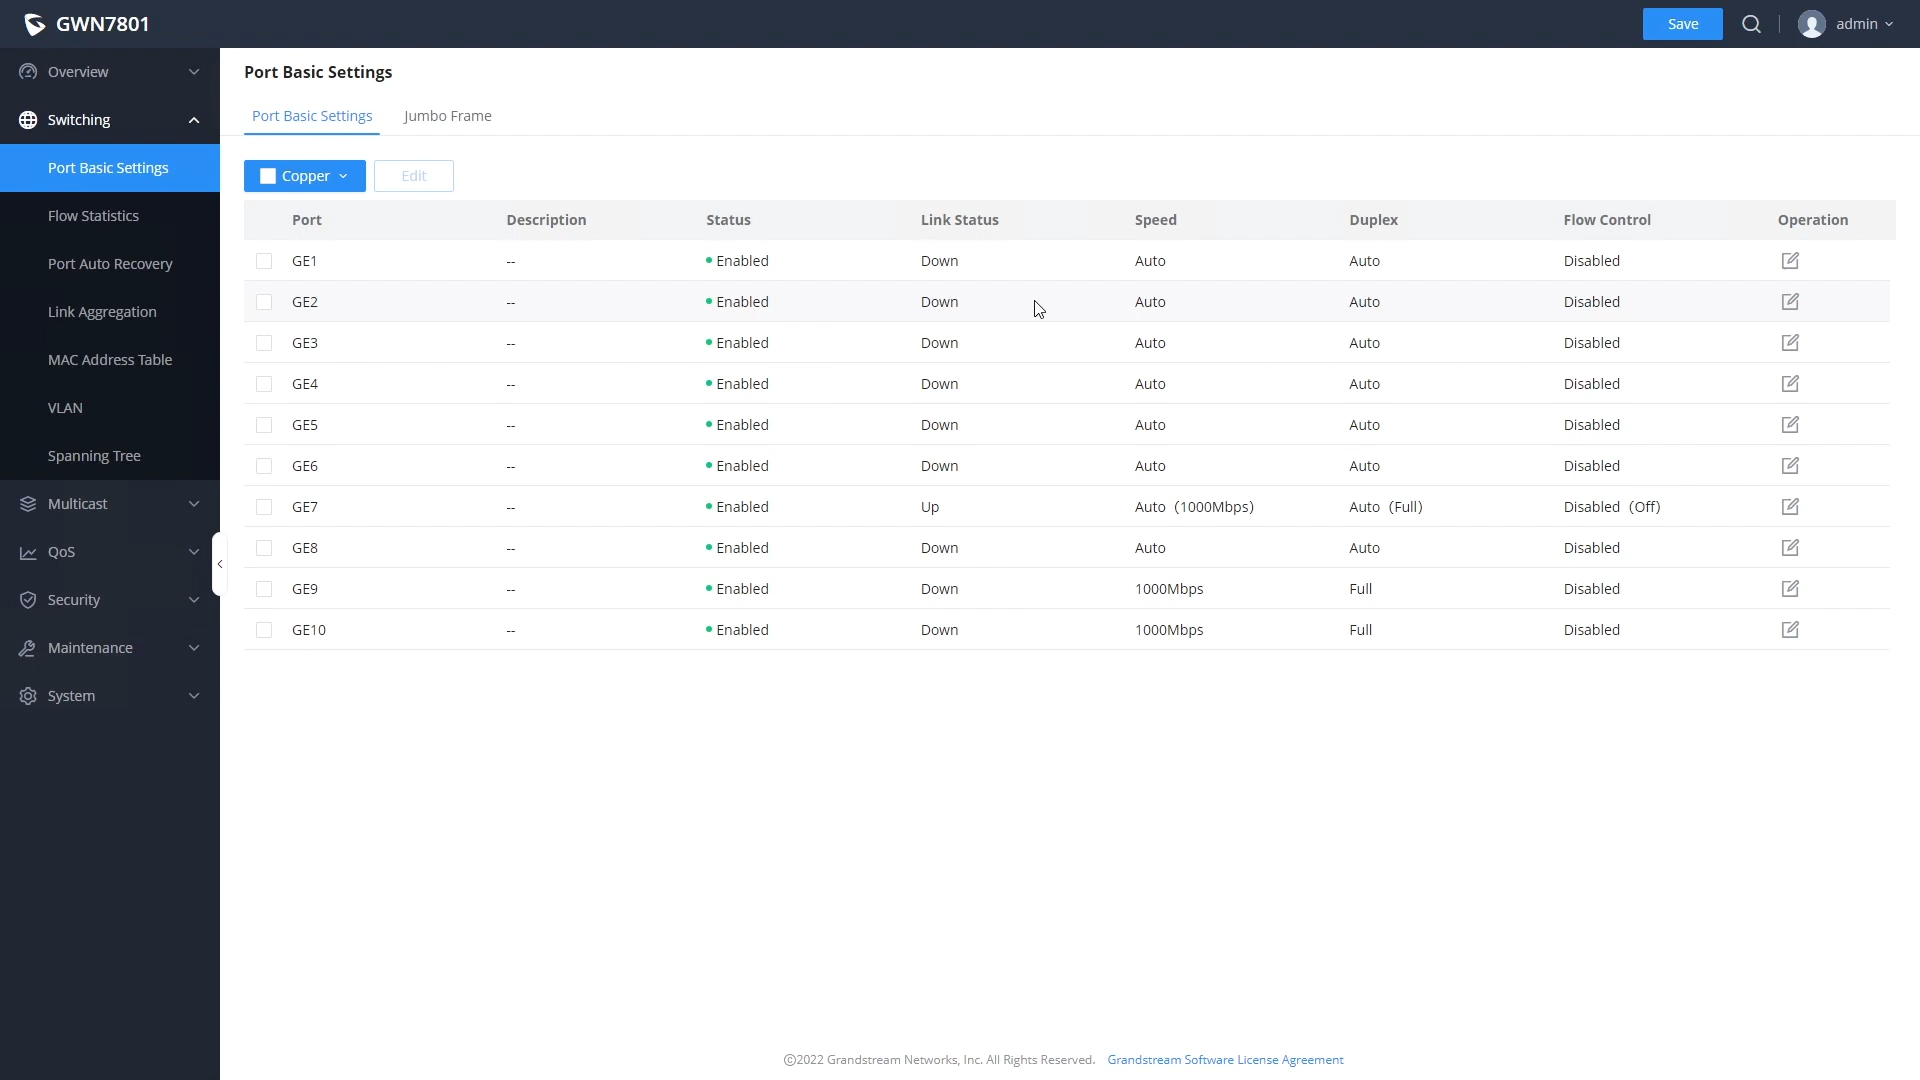 GWN7801
Save
admin
Overview
Switching
Port Basic Settings
Flow Statistics
Port Auto Recovery
Link Aggregation
MAC Address Table
VLAN
Spanning Tree
Multicast
QoS
Security
Maintenance
System
Port Basic Settings
Port Basic Settings Jumbo Frame
Copper Edit
Port Description Status Link Status Speed Duplex Flow Control Operation
GE1 -- Enabled Down Auto Auto Disabled
GE2 -- Enabled Down Auto Auto Disabled
GE3 -- Enabled Down Auto Auto Disabled
GE4 -- Enabled Down Auto Auto Disabled
GE5 -- Enabled Down Auto Auto Disabled
GE6 -- Enabled Down Auto Auto Disabled
GE7 -- Enabled Up Auto (1000Mbps) Auto (Full) Disabled (Off)
GE8 -- Enabled Down Auto Auto Disabled
GE9 -- Enabled Down 1000Mbps Full Disabled
GE10 -- Enabled Down 1000Mbps Full Disabled
©2022 Grandstream Networks, Inc. All Rights Reserved. Grandstream Software License Agreement